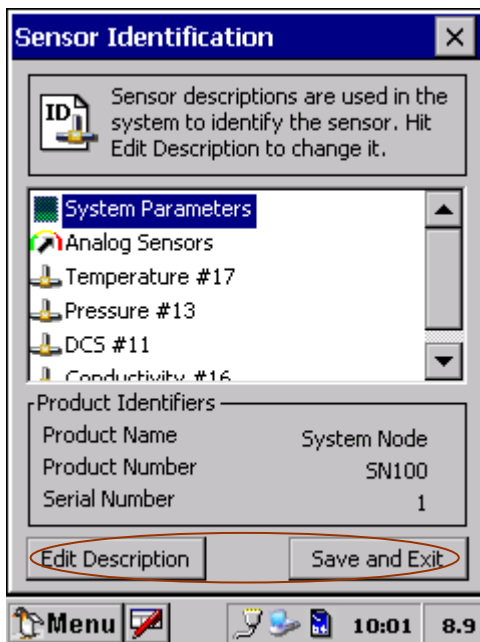 Sensor Identification
ID
Sensor descriptions are used in the
system to identify the sensor. Hit
Edit Description to change it.
System Parameters
Analog Sensors
Temperature #17
Pressure #13
DCS #11
Conductivity #16
Product Identifiers
Product Name System Node
Product Number SN100
Serial Number 1
Edit Description Save and Exit
Menu 10:01 8.9